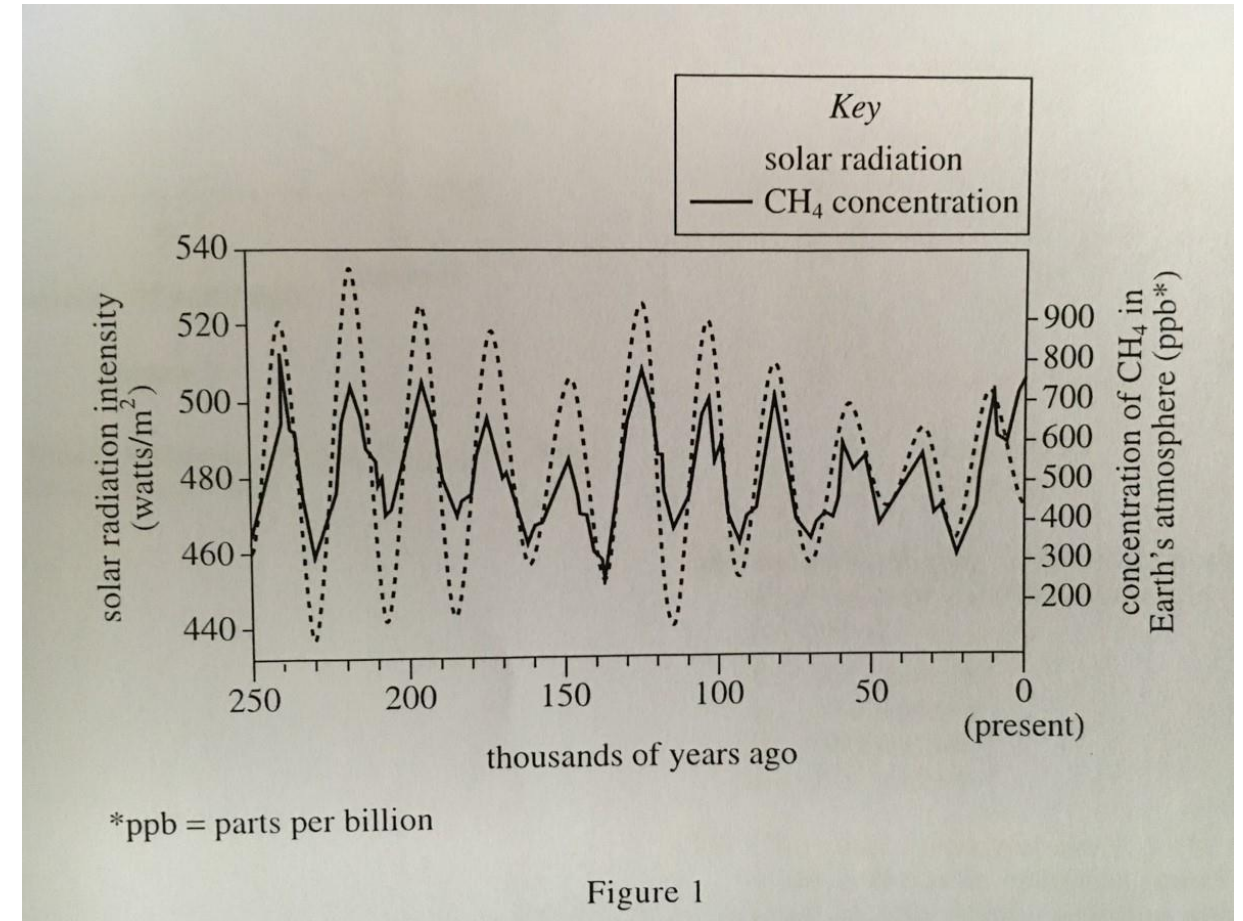 Key
solar radiation
CH₄ concentration
540
520
500
480
460
440
solar radiation intensity
(watts/m²)
900
800
700
600
500
400
300
200
concentration of CH₄ in
Earth's atmosphere (ppb*)
250 200 150 100 50 0
(present)
thousands of years ago
*ppb = parts per billion
Figure 1